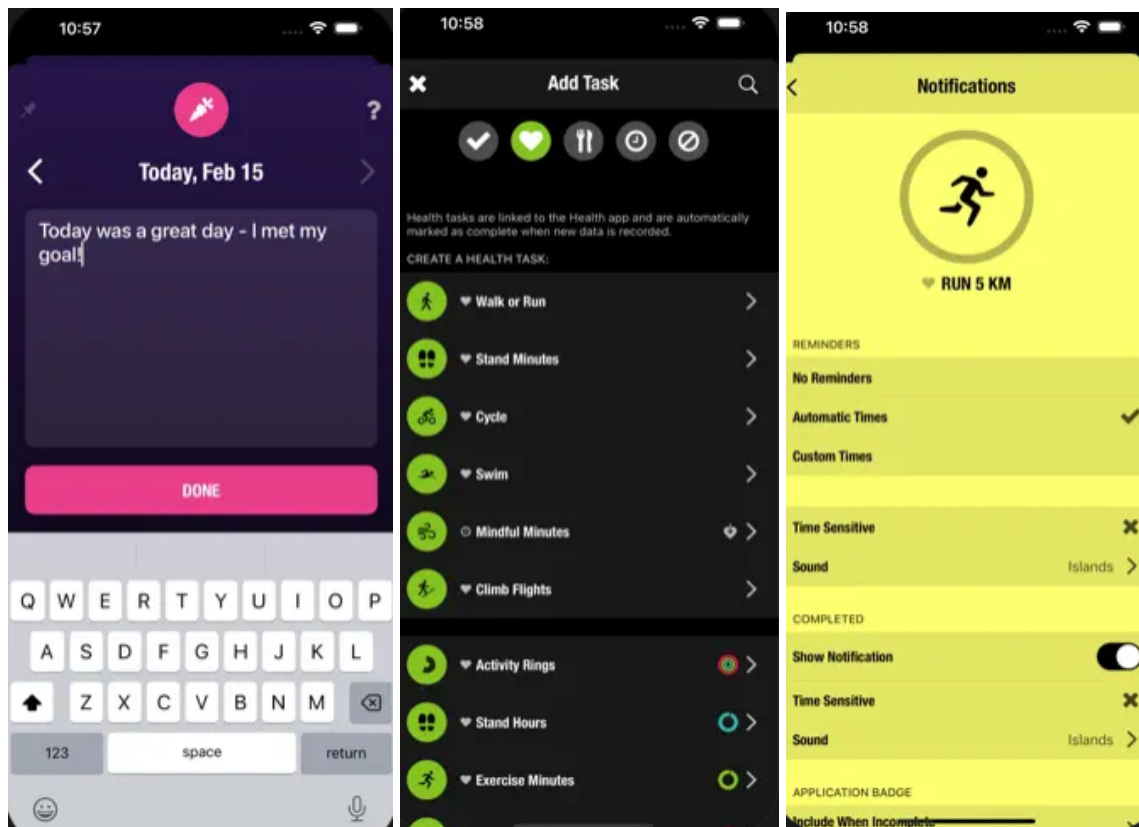 10:57
?
Today, Feb 15
Today was a great day - I met my
goal!
DONE
Q W E R T Y U I O P
A S D F G H J K L
Z X C V B N M
123 space return
10:58
Add Task
Health tasks are linked to the Health app and are automatically
marked as complete when new data is recorded.
CREATE A HEALTH TASK:
Walk or Run
Stand Minutes
Cycle
Swim
Mindful Minutes
Climb Flights
Activity Rings
Stand Hours
Exercise Minutes
10:58
Notifications
RUN 5 KM
REMINDERS
No Reminders
Automatic Times
Custom Times
Time Sensitive
Sound Islands
COMPLETED
Show Notification
Time Sensitive
Sound Islands
APPLICATION BADGE
Include When Incomplete